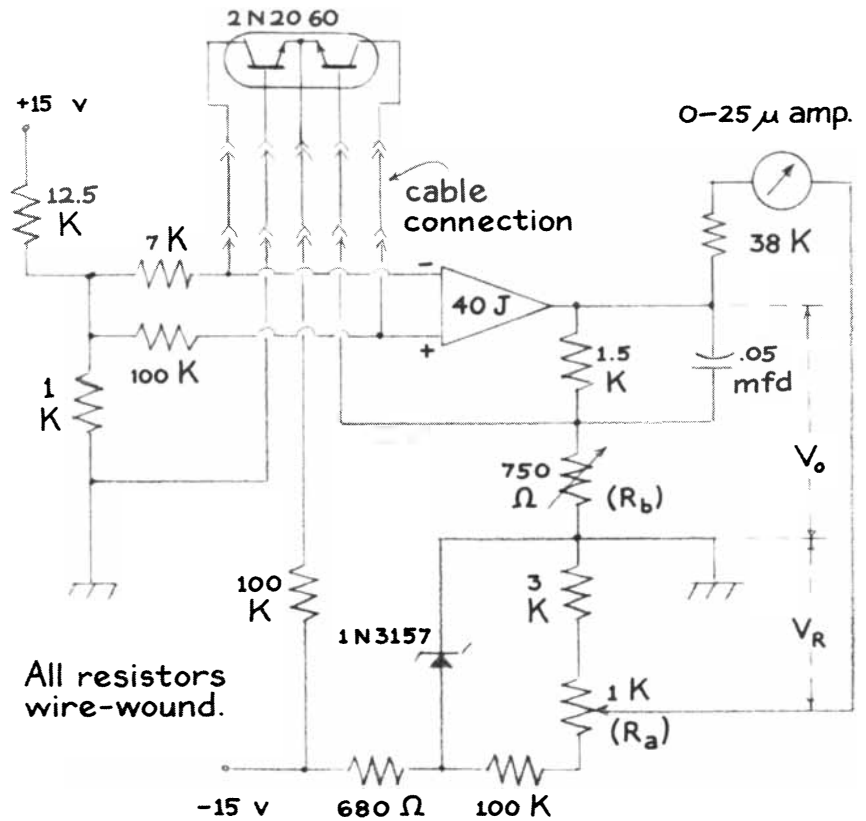 2N2060
+15 v
0-25 μ amp.
12.5
K
cable
connection
7 K
38 K
-
40 J
+
100 K
1.5
K
.05
mfd
1
K
V₀
750
Ω
(R_b)
100
K
3
K
1N3157
V_R
All resistors
wire-wound.
1 K
(R_a)
-15 v
680 Ω
100 K